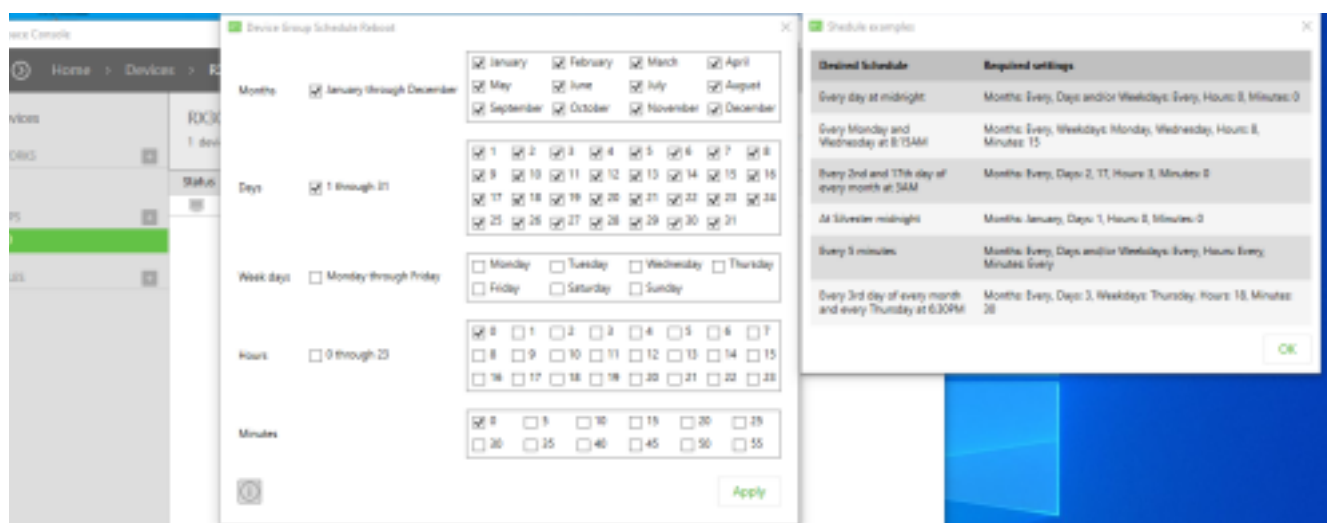 Console
Home > Devices >
Device Group Schedule Reboot
Months
January through December
January February March April
May June July August
September October November December
Days
1 through 31
1 2 3 4 5 6 7 8
9 10 11 12 13 14 15 16
17 18 19 20 21 22 23 24
25 26 27 28 29 30 31
Week days
Monday through Friday
Monday Tuesday Wednesday Thursday
Friday Saturday Sunday
Hours
0 through 23
0 1 2 3 4 5 6 7
8 9 10 11 12 13 14 15
16 17 18 19 20 21 22 23
Minutes
0 5 10 15 20 25
30 35 40 45 50 55
Apply
Status
Shedule examples
Desired Schedule Required settings
Every day at midnight Months: Every, Days and/or Weekdays: Every, Hours: 0, Minutes: 0
Every Monday and
Wednesday at 8:15AM
Months: Every, Weekdays: Monday, Wednesday, Hours: 8,
Minutes: 15
Every 2nd and 17th day of
every month at 3AM
Months: Every, Days: 2, 17, Hours: 3, Minutes: 0
At Silvester midnight Months: January, Days: 1, Hours: 0, Minutes: 0
Every 5 minutes
Months: Every, Days and/or Weekdays: Every, Hours: Every,
Minutes: Every
Every 3rd day of every month
and every Thursday at 6:30PM
Months: Every, Days: 3, Weekdays: Thursday, Hours: 18, Minutes:
30
OK